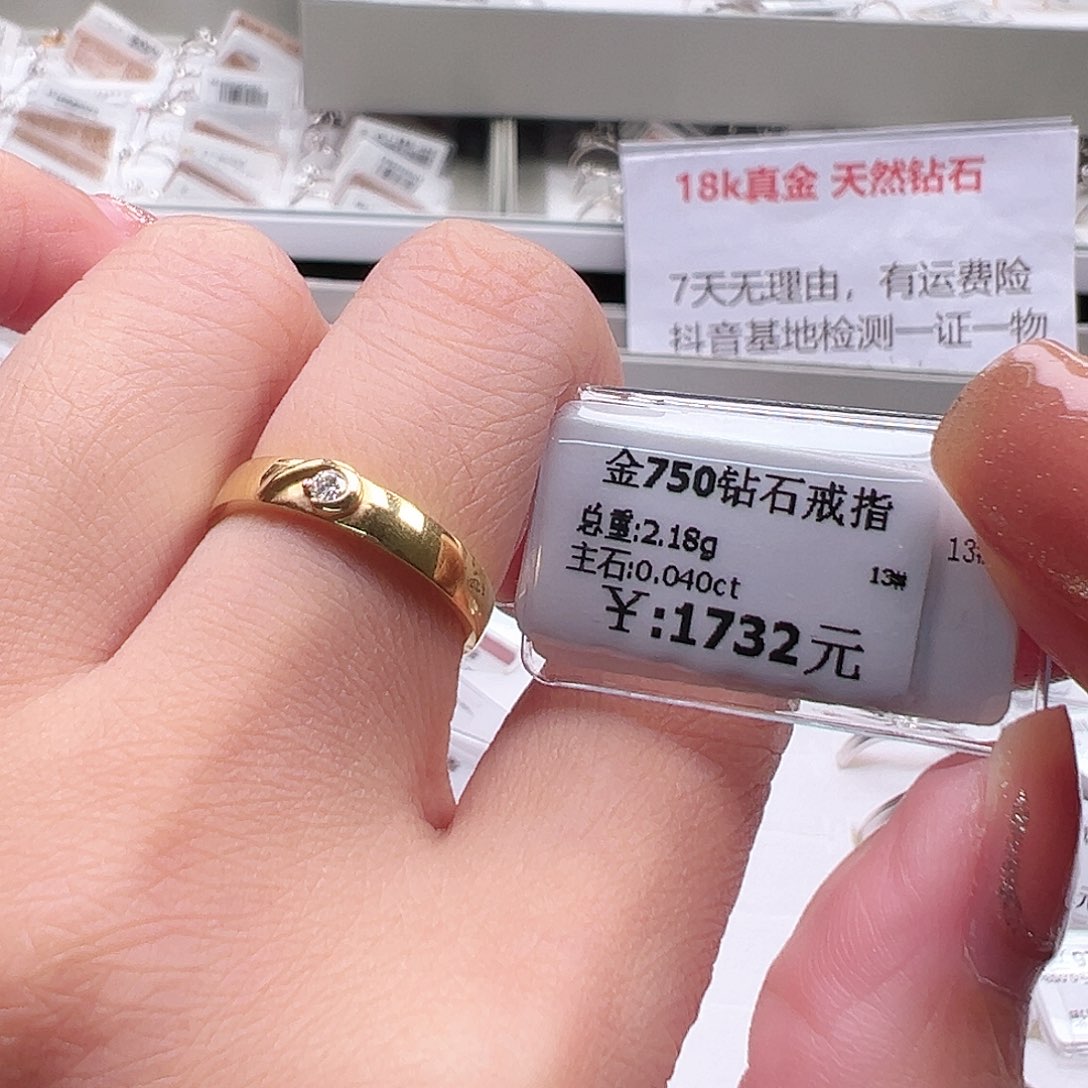 18k真金 天然钻石
7天无理由，有运费险
抖音基地检测一证一物
金750钻石戒指
总重:2.18g
主石:0.040ct
13#
￥:1732元